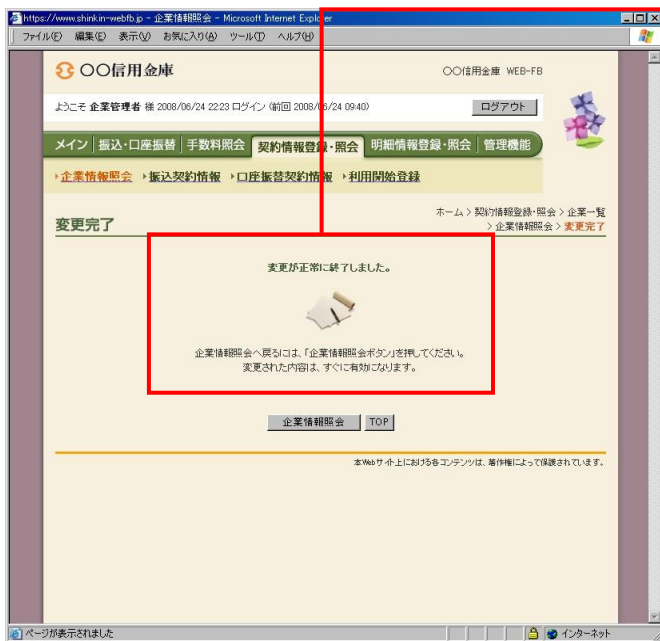 https://www.shinkin-webfb.jp - 企業情報照会 - Microsoft Internet Explorer
ファイル(F) 編集(E) 表示(V) お気に入り(A) ツール(T) ヘルプ(H)
〇〇信用金庫
〇〇信用金庫 WEB-FB
ようこそ 企業管理者 様 2008/06/24 22:23 ログイン (前回 2008/06/24 09:40)
ログアウト
メイン 振込・口座振替 手数料照会 契約情報登録・照会 明細情報登録・照会 管理機能
企業情報照会 振込契約情報 口座振替契約情報 利用開始登録
ホーム > 契約情報登録・照会 > 企業一覧
> 企業情報照会 > 変更完了
変更完了
変更が正常に終了しました。
企業情報照会へ戻るには、「企業情報照会ボタン」を押してください。
変更された内容は、すぐに有効になります。
企業情報照会 TOP
本Webサイト上における各コンテンツは、著作権によって保護されています。
ページが表示されました
インターネット